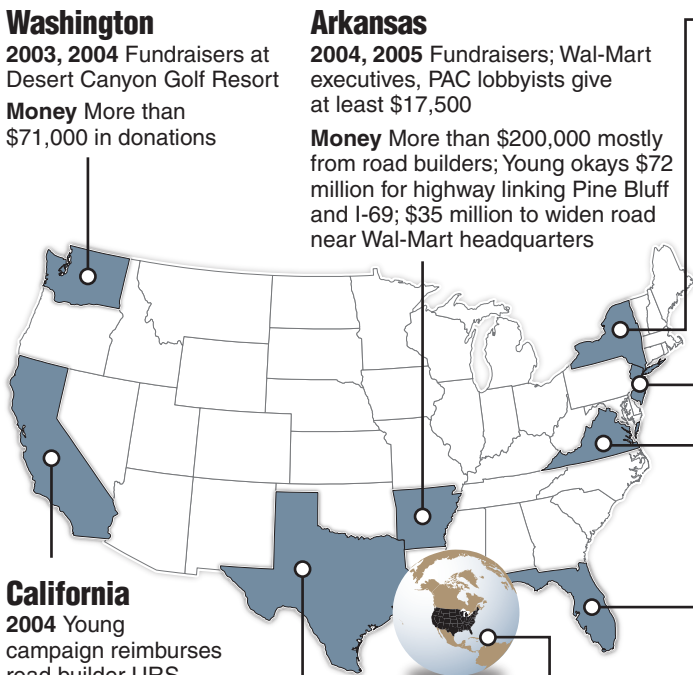 Washington
2003, 2004 Fundraisers at
Desert Canyon Golf Resort
Money More than
$71,000 in donations
Arkansas
2004, 2005 Fundraisers; Wal-Mart
executives, PAC lobbyists give
at least $17,500
Money More than $200,000 mostly
from road builders; Young okays $72
million for highway linking Pine Bluff
and I-69; $35 million to widen road
near Wal-Mart headquarters
California
2004 Young
campaign reimburses
road builder URS